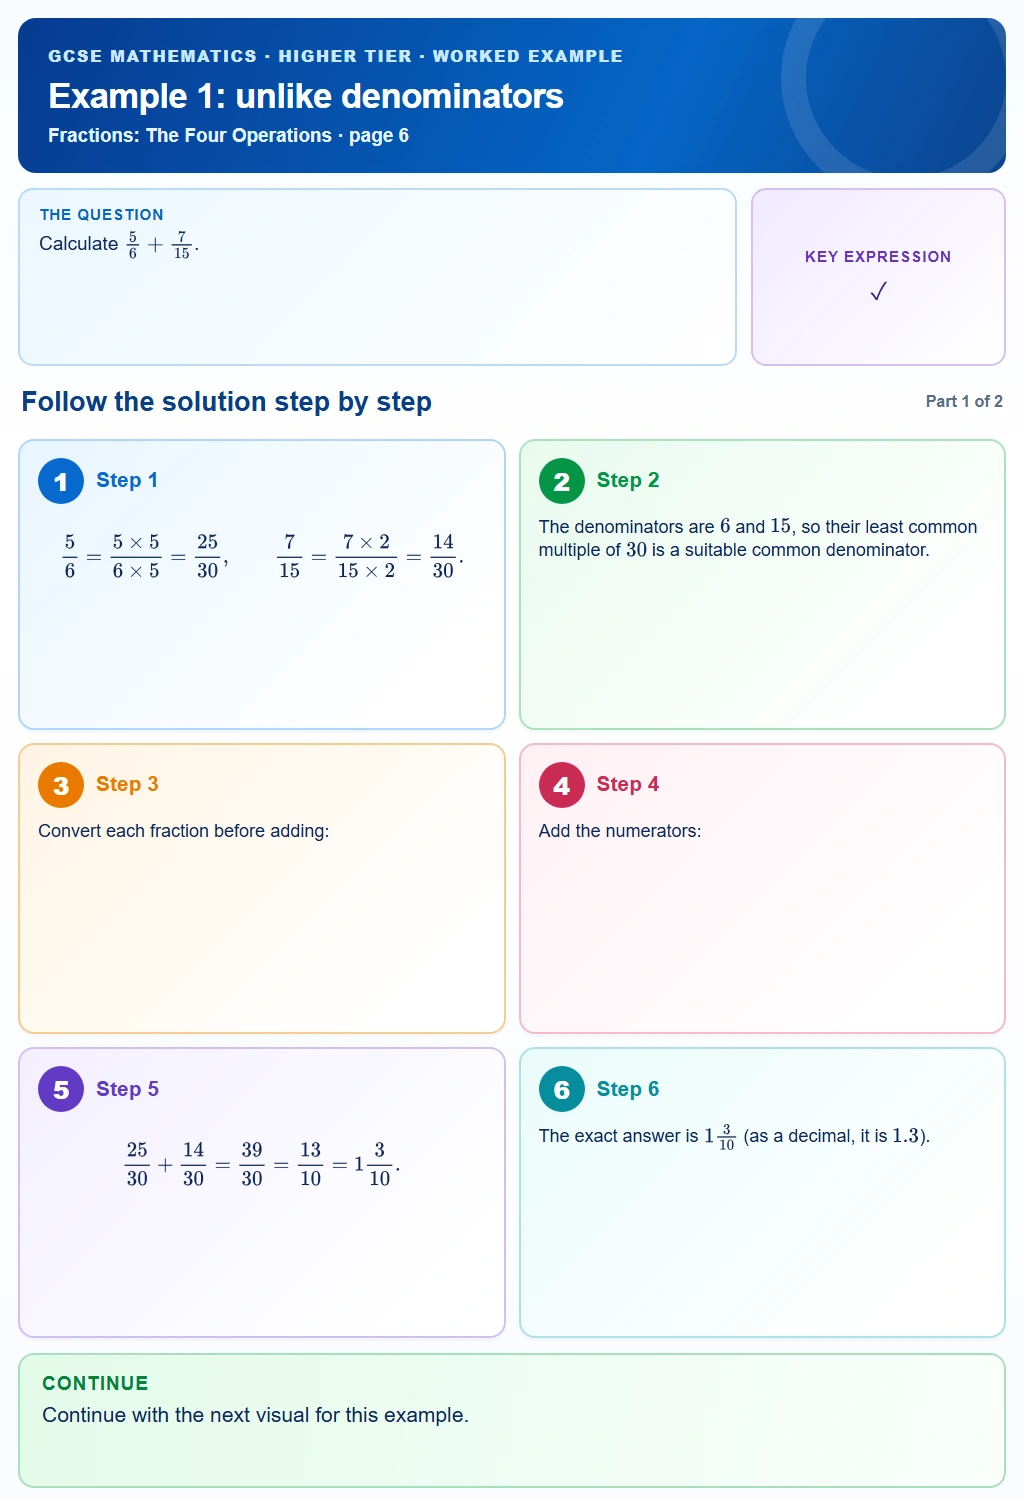 GCSE MATHEMATICS · HIGHER TIER · WORKED EXAMPLE
Example 1: unlike denominators
Fractions: The Four Operations · page 6
THE QUESTION
Calculate 5/6 + 7/15.
KEY EXPRESSION
✓
Follow the solution step by step
Part 1 of 2
1 Step 1
5/6 = (5 × 5)/(6 × 5) = 25/30, 7/15 = (7 × 2)/(15 × 2) = 14/30.
2 Step 2
The denominators are 6 and 15, so their least common
multiple of 30 is a suitable common denominator.
3 Step 3
Convert each fraction before adding:
4 Step 4
Add the numerators:
5 Step 5
25/30 + 14/30 = 39/30 = 13/10 = 1 3/10.
6 Step 6
The exact answer is 1 3/10 (as a decimal, it is 1.3).
CONTINUE
Continue with the next visual for this example.